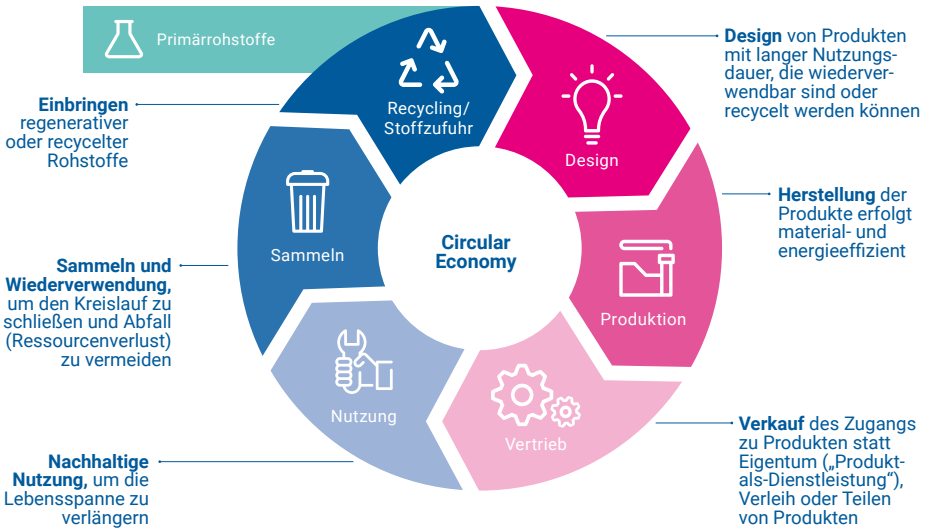 Primärrohstoffe
Recycling/
Stoffzufuhr
Design
Produktion
Vertrieb
Nutzung
Sammeln
Circular
Economy
Design von Produkten
mit langer Nutzungs-
dauer, die wiederver-
wendbar sind oder
recycelt werden können
Herstellung der
Produkte erfolgt
material- und
energieeffizient
Verkauf des Zugangs
zu Produkten statt
Eigentum („Produkt-
als-Dienstleistung“),
Verleih oder Teilen
von Produkten
Nachhaltige
Nutzung, um die
Lebensspanne zu
verlängern
Sammeln und
Wiederverwendung,
um den Kreislauf zu
schließen und Abfall
(Ressourcenverlust)
zu vermeiden
Einbringen
regenerativer
oder recycelter
Rohstoffe